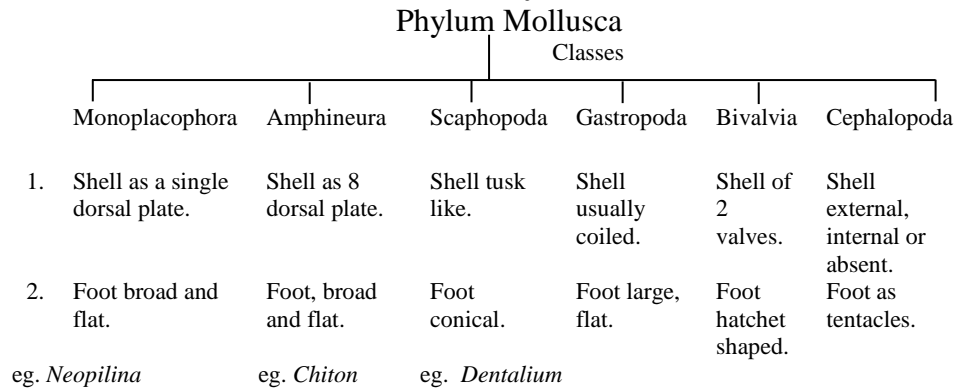 Phylum Mollusca
Classes
Monoplacophora Amphineura Scaphopoda Gastropoda Bivalvia Cephalopoda
1. Shell as a single Shell as 8 Shell tusk Shell Shell of Shell
dorsal plate. dorsal plate. like. usually 2 external,
coiled. valves. internal or
absent.
2. Foot broad and Foot, broad Foot Foot large, Foot Foot as
flat. and flat. conical. flat. hatchet tentacles.
shaped.
eg. Neopilina eg. Chiton eg. Dentalium